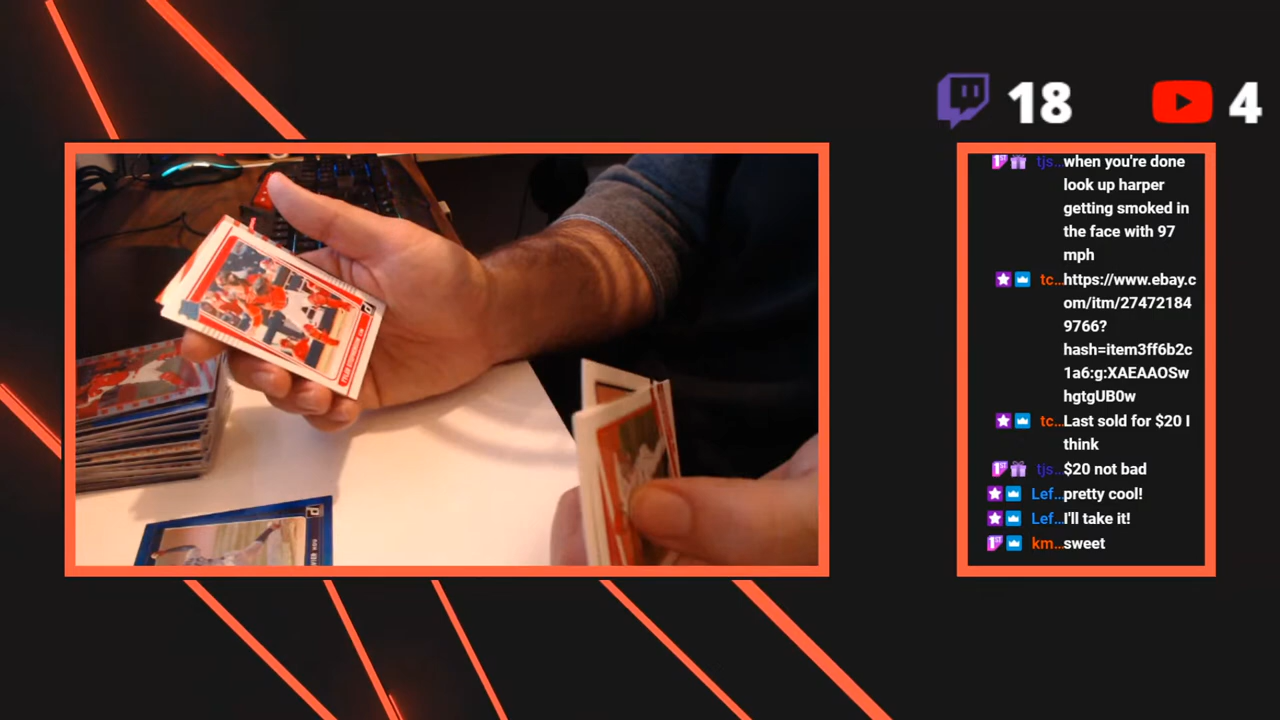 18
4
tjs... when you're done
look up harper
getting smoked in
the face with 97
mph
tc... https://www.ebay.c
om/itm/27472184
9766?
hash=item3ff6b2c
1a6:g:XAEAAOSw
hgtgUB0w
tc... Last sold for $20 I
think
tjs... $20 not bad
Lef... pretty cool!
Lef... I'll take it!
km... sweet